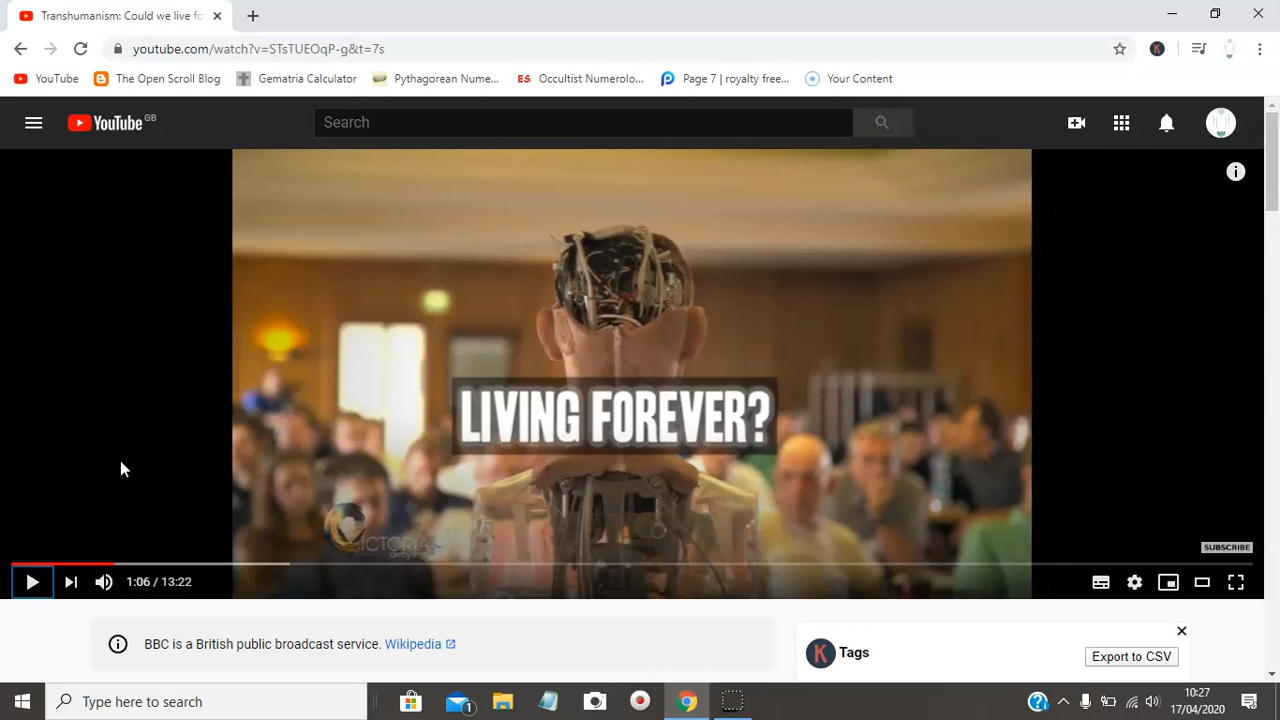 Transhumanism: Could we live fo
youtube.com/watch?v=STsTUEOqP-g&t=7s
YouTube
The Open Scroll Blog
Gematria Calculator
Pythagorean Nume...
ES Occultist Numerolo...
Page 7 | royalty free...
Your Content
YouTube GB
Search
LIVING FOREVER?
SUBSCRIBE
1:06 / 13:22
BBC is a British public broadcast service. Wikipedia
K Tags
Export to CSV
Type here to search
1
10:27
17/04/2020